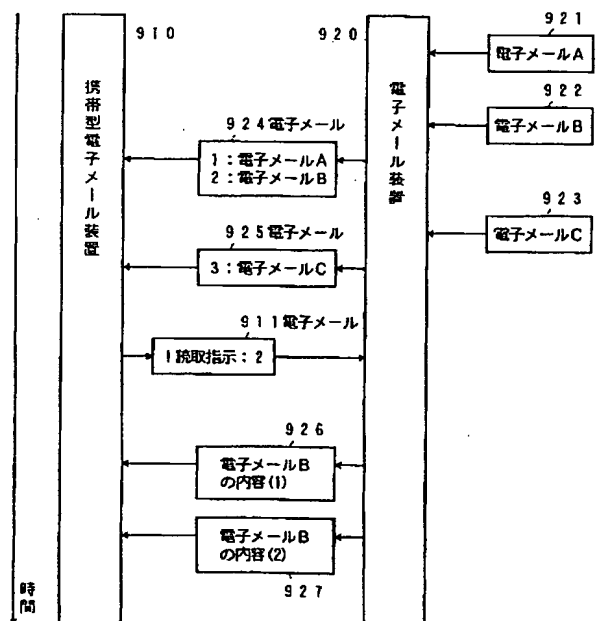 910
920
921
電子メールA
922
電子メールB
923
電子メールC
携帯型電子メール装置
電子メール装置
924電子メール
1:電子メールA
2:電子メールB
925電子メール
3:電子メールC
911電子メール
!読取指示:2
926
電子メールB
の内容(1)
電子メールB
の内容(2)
927
時間